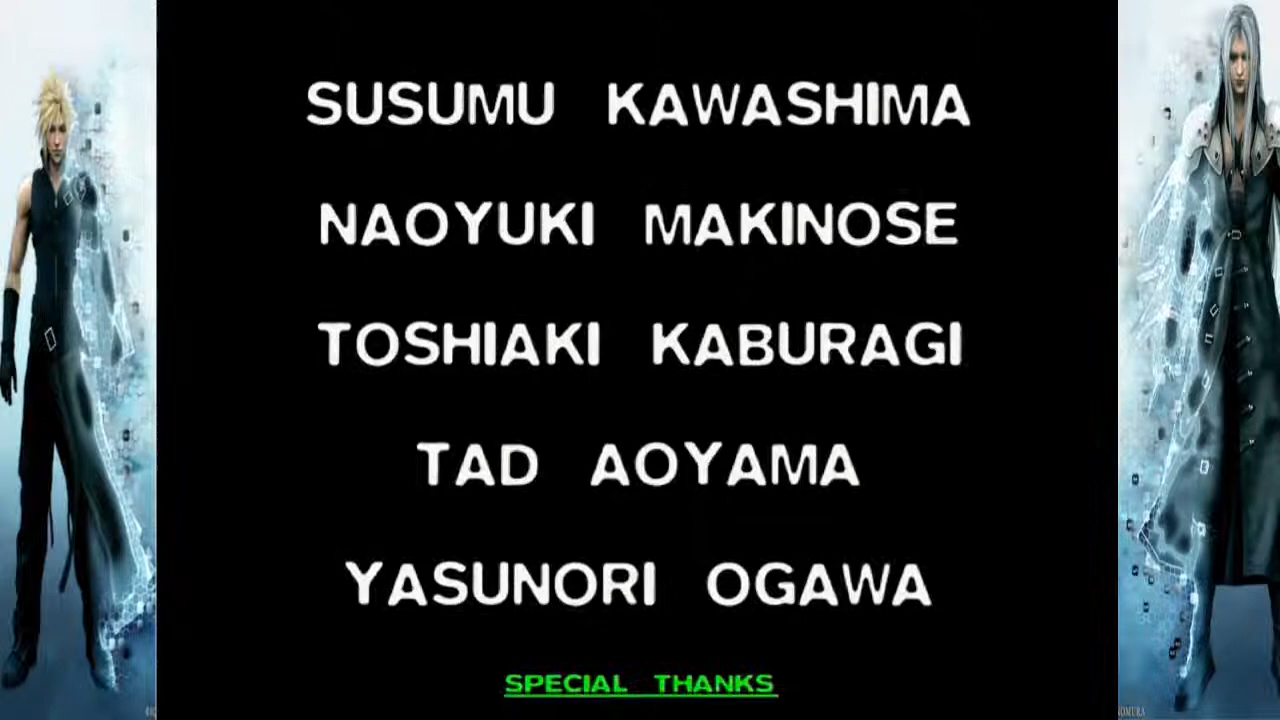 SUSUMU KAWASHIMA
NAOYUKI MAKINOSE
TOSHIAKI KABURAGI
TAD AOYAMA
YASUNORI OGAWA
SPECIAL THANKS